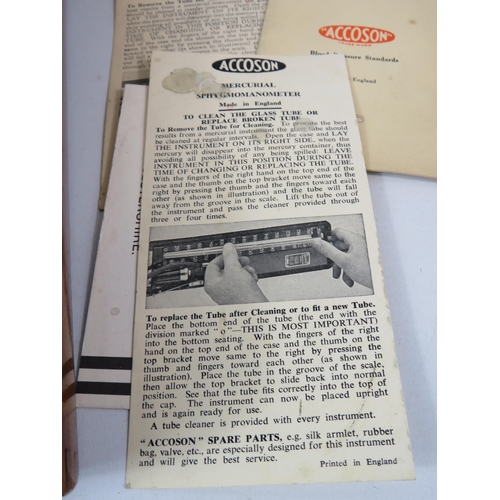 to Remove the Tube for
INSTRUMENT IN
"ACCOSON"
Standards
England
ACCOSON
MERCURIAL
SPHYGMOMANOMETER
Made in England
TO CLEAN THE GLASS TUBE OR
REPLACE BROKEN TUBE
To Remove the Tube for Cleaning. To procure the best
results from a mercurial instrument the glass tube should
be cleaned at regular intervals. Open the case and LAY
THE INSTRUMENT ON ITS RIGHT SIDE, when the
mercury will disappear into the mercury container, thus
avoiding all possibility of any being spilled: LEAVE
INSTRUMENT IN THIS POSITION DURING THE
TIME OF CHANGING OR REPLACING THE TUBE.
With the fingers of the right hand on the top end of the
case and the thumb on the top bracket move same to the
right by pressing the thumb and the fingers toward each
other (as shown in illustration) and the tube will fall
away from the groove in the scale. Lift the tube out of
the instrument and pass the cleaner provided through
three or four times.
To replace the Tube after Cleaning or to fit a new Tube.
Place the bottom end of the tube (the end with the
division marked "o"—THIS IS MOST IMPORTANT)
into the bottom seating. With the fingers of the right
hand on the top end of the case and the thumb on the
top bracket move same to the right by pressing the
thumb and fingers toward each other (as shown in
illustration). Place the tube in the groove of the scale,
then allow the top bracket to slide back into normal
position. See that the tube fits correctly into the top of
the cap. The instrument can now be placed upright
and is again ready for use.
A tube cleaner is provided with every instrument.
"ACCOSON" SPARE PARTS, e.g. silk armlet, rubber
bag, valve, etc., are especially designed for this instrument
and will give the best service.
Printed in England